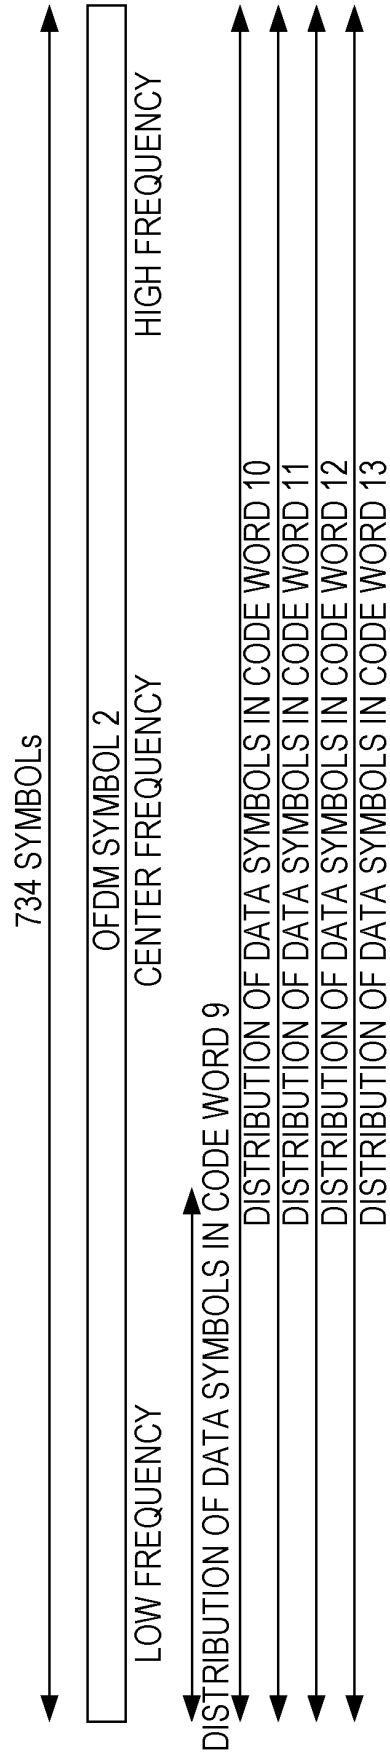 734 SYMBOLs
OFDM SYMBOL 2
LOW FREQUENCY
CENTER FREQUENCY
HIGH FREQUENCY
DISTRIBUTION OF DATA SYMBOLS IN CODE WORD 9
DISTRIBUTION OF DATA SYMBOLS IN CODE WORD 10
DISTRIBUTION OF DATA SYMBOLS IN CODE WORD 11
DISTRIBUTION OF DATA SYMBOLS IN CODE WORD 12
DISTRIBUTION OF DATA SYMBOLS IN CODE WORD 13